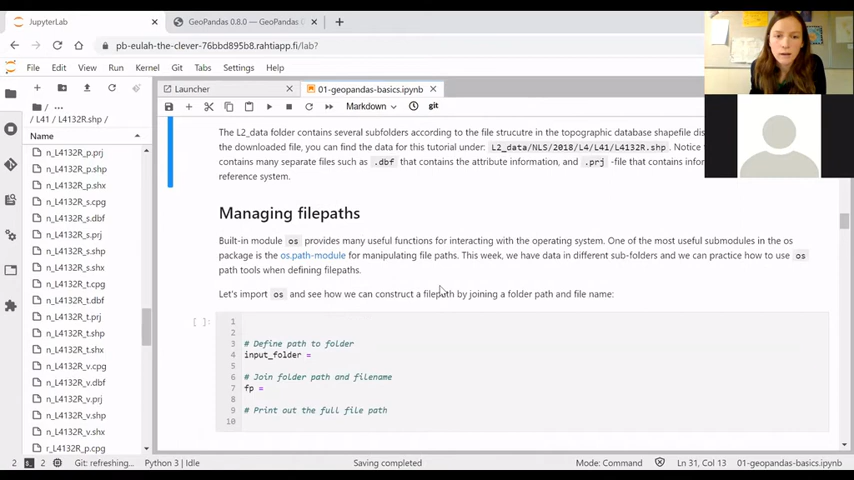 JupyterLab
GeoPandas 0.8.0 — GeoPandas 0.
pb-eulah-the-clever-76bbd895b8.rahtiapp.fi/lab?
File Edit View Run Kernel Git Tabs Settings Help
Launcher
01-geopandas-basics.ipynb
Markdown
git
/ ...
/ L41 / L4132R.shp /
Name
n_L4132R_p.prj
n_L4132R_p.shp
n_L4132R_p.shx
n_L4132R_s.cpg
n_L4132R_s.dbf
n_L4132R_s.prj
n_L4132R_s.shp
n_L4132R_s.shx
n_L4132R_t.cpg
n_L4132R_t.dbf
n_L4132R_t.prj
n_L4132R_t.shp
n_L4132R_t.shx
n_L4132R_v.cpg
n_L4132R_v.dbf
n_L4132R_v.prj
n_L4132R_v.shp
n_L4132R_v.shx
r_L4132R_p.cpg
The L2_data folder contains several subfolders according to the file strucutre in the topographic database shapefile dis
the downloaded file, you can find the data for this tutorial under: L2_data/NLS/2018/L4/L41/L4132R.shp. Notice
contains many separate files such as .dbf that contains the attribute information, and .prj -file that contains infor
reference system.
Managing filepaths
Built-in module os provides many useful functions for interacting with the operating system. One of the most useful submodules in the os
package is the os.path-module for manipulating file paths. This week, we have data in different sub-folders and we can practice how to use os
path tools when defining filepaths.
Let's import os and see how we can construct a filepath by joining a folder path and file name:
[ ]:
1
2
3 # Define path to folder
4 input_folder =
5
6 # Join folder path and filename
7 fp =
8
9 # Print out the full file path
10
2 2 Git: refreshing... Python 3 | Idle Saving completed Mode: Command Ln 31, Col 13 01-geopandas-basics.ipynb